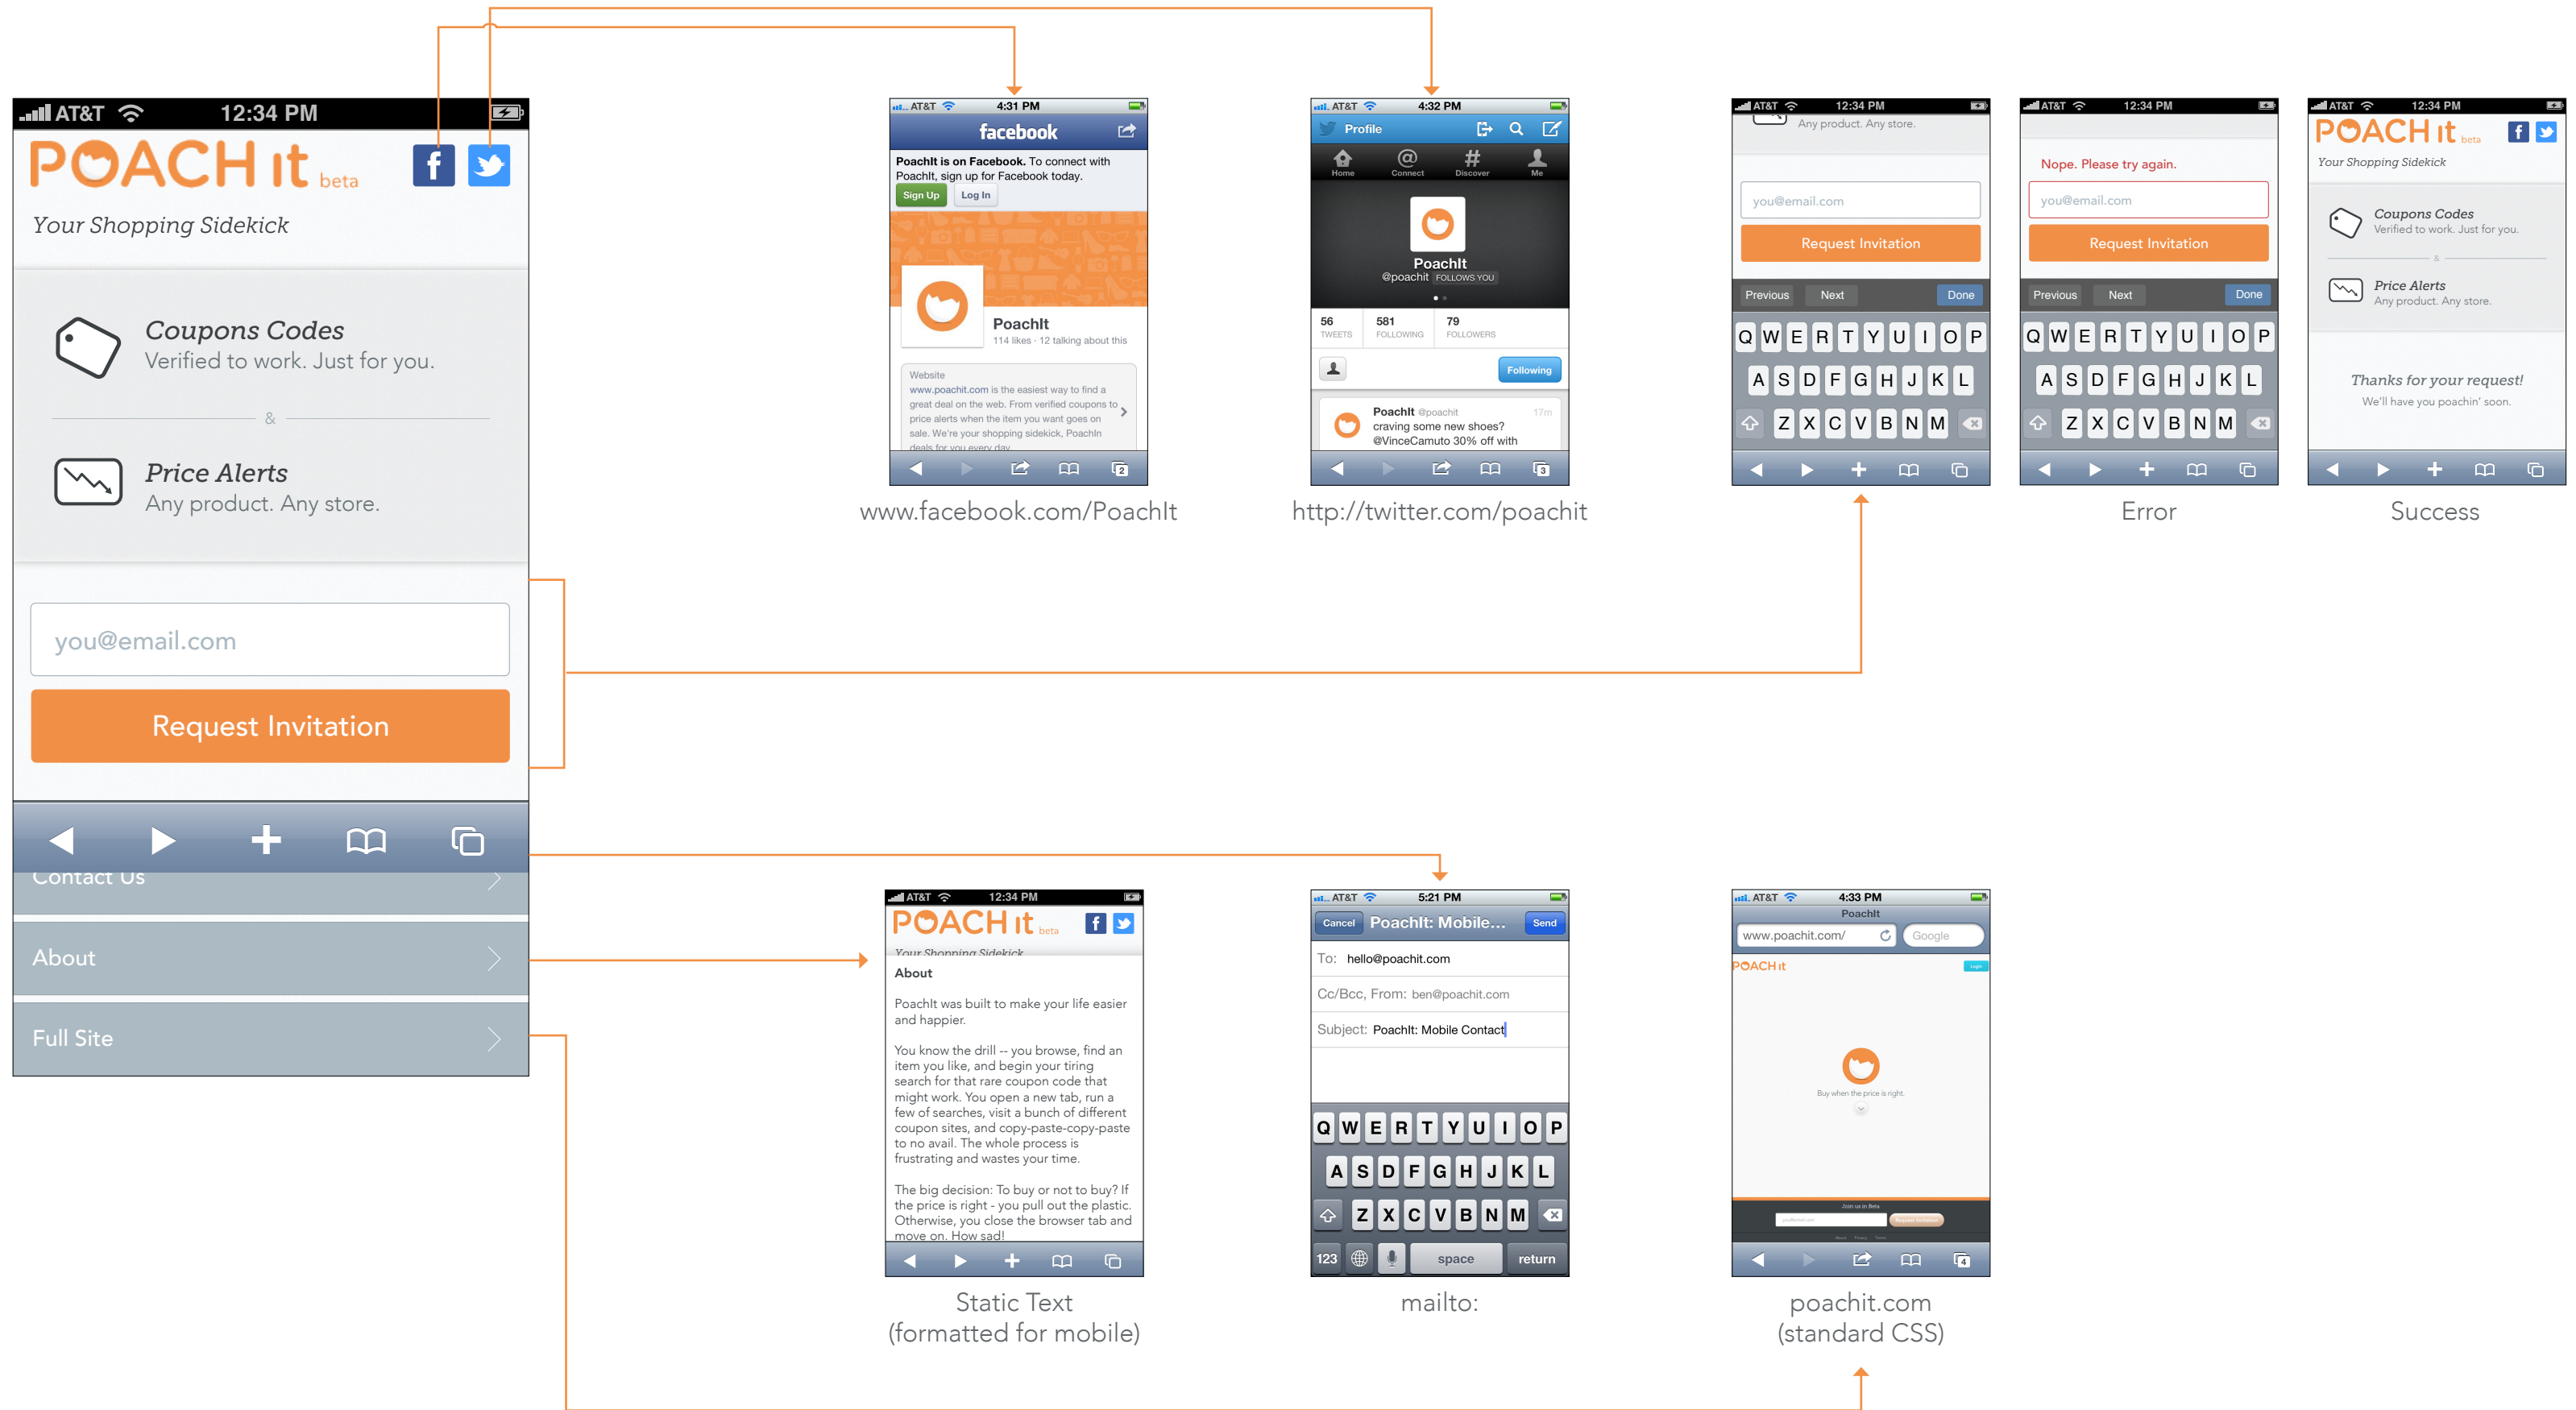 AT&T 12:34 PM
POACH it beta
f
Your Shopping Sidekick
Coupons Codes
Verified to work. Just for you.
&
Price Alerts
Any product. Any store.
you@email.com
Request Invitation
Contact Us
About
Full Site
AT&T 4:31 PM
facebook
PoachIt is on Facebook. To connect with
PoachIt, sign up for Facebook today.
Sign Up Log In
PoachIt
114 likes · 12 talking about this
Website
www.poachit.com is the easiest way to find a
great deal on the web. From verified coupons to
price alerts when the item you want goes on
sale. We're your shopping sidekick, PoachIn
deals for you every day.
2
www.facebook.com/PoachIt
AT&T 4:32 PM
Profile
Home Connect Discover Me
PoachIt
@poachit FOLLOWS YOU
56 581 79
TWEETS FOLLOWING FOLLOWERS
Following
PoachIt @poachit 17m
craving some new shoes?
@VinceCamuto 30% off with
3
http://twitter.com/poachit
AT&T 12:34 PM
Any product. Any store.
you@email.com
Request Invitation
Previous Next Done
Q W E R T Y U I O P
A S D F G H J K L
Z X C V B N M
AT&T 12:34 PM
Nope. Please try again.
you@email.com
Request Invitation
Previous Next Done
Q W E R T Y U I O P
A S D F G H J K L
Z X C V B N M
Error
AT&T 12:34 PM
POACH it beta
f
Your Shopping Sidekick
Coupons Codes
Verified to work. Just for you.
&
Price Alerts
Any product. Any store.
Thanks for your request!
We'll have you poachin' soon.
Success
AT&T 12:34 PM
POACH it beta
f
Your Shopping Sidekick
About
PoachIt was built to make your life easier
and happier.
You know the drill -- you browse, find an
item you like, and begin your tiring
search for that rare coupon code that
might work. You open a new tab, run a
few of searches, visit a bunch of different
coupon sites, and copy-paste-copy-paste
to no avail. The whole process is
frustrating and wastes your time.
The big decision: To buy or not to buy? If
the price is right - you pull out the plastic.
Otherwise, you close the browser tab and
move on. How sad!
Static Text
(formatted for mobile)
AT&T 5:21 PM
Cancel PoachIt: Mobile... Send
To: hello@poachit.com
Cc/Bcc, From: ben@poachit.com
Subject: PoachIt: Mobile Contact
Q W E R T Y U I O P
A S D F G H J K L
Z X C V B N M
123 space return
mailto:
AT&T 4:33 PM
PoachIt
www.poachit.com/ Google
POACH it Login
Buy when the price is right.
Join us in Beta
you@email.com Request Invitation
About Privacy Terms
4
poachit.com
(standard CSS)